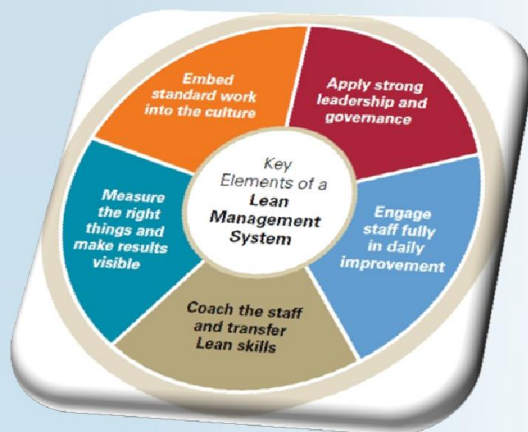 Key
Elements of a
Lean
Management
System
Apply strong
leadership and
governance
Engage
staff fully
in daily
improvement
Coach the staff
and transfer
Lean skills
Measure
the right
things and
make results
visible
Embed
standard work
into the culture